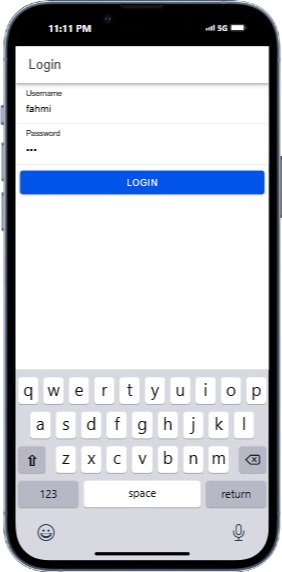 11:11 PM 5G
Login
Username
fahmi
Password
•••
LOGIN
q w e r t y u i o p
a s d f g h j k l
z x c v b n m
123 space return